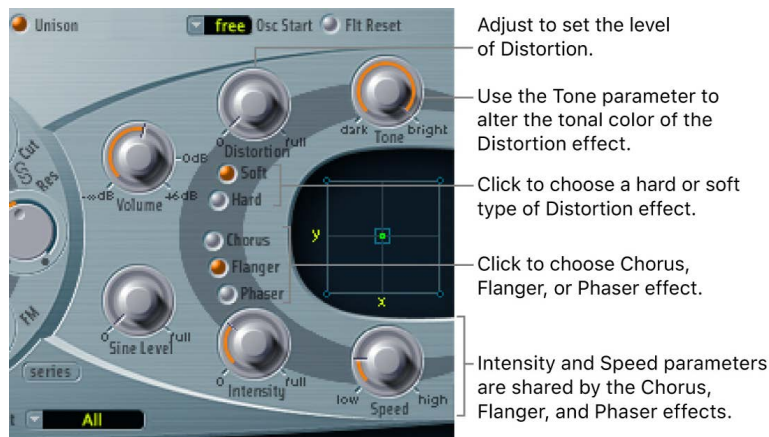 Unison
free Osc Start
Flt Reset
Adjust to set the level
of Distortion.
Use the Tone parameter to
alter the tonal color of the
Distortion effect.
dark Tone bright
0 Distortion full
Cut
Res
-0dB
-∞dB Volume +6dB
Soft
Hard
Click to choose a hard or soft
type of Distortion effect.
Chorus
Flanger
Phaser
y
x
Click to choose Chorus,
Flanger, or Phaser effect.
FM
0 Sine Level full
series
0 Intensity full
low Speed high
Intensity and Speed parameters
are shared by the Chorus,
Flanger, and Phaser effects.
t All